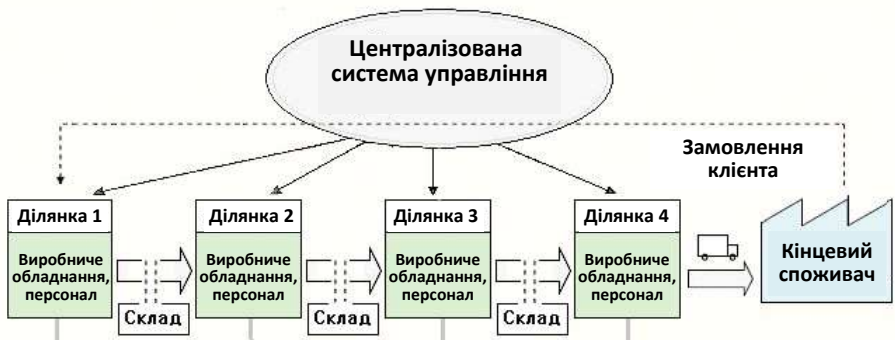 Централізована
система управління
Замовлення
клієнта
Ділянка 1
Ділянка 2
Ділянка 3
Ділянка 4
Виробниче
обладнання,
персонал
Виробниче
обладнання,
персонал
Виробниче
обладнання,
персонал
Виробниче
обладнання,
персонал
Кінцевий
споживач
Склад
Склад
Склад